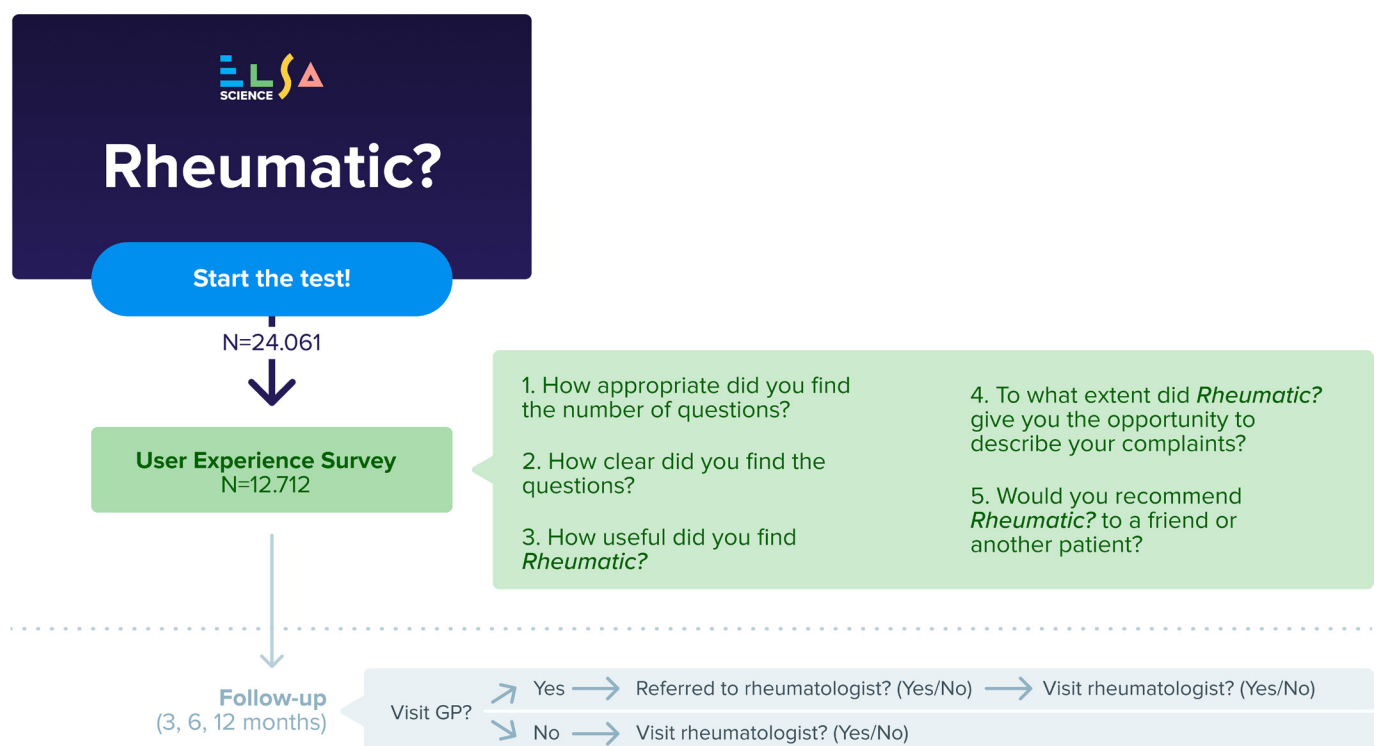 ELSA
SCIENCE
Rheumatic?
Start the test!
N=24.061
User Experience Survey
N=12.712
1. How appropriate did you find
the number of questions?
2. How clear did you find the
questions?
3. How useful did you find
Rheumatic?
4. To what extent did Rheumatic?
give you the opportunity to
describe your complaints?
5. Would you recommend
Rheumatic? to a friend or
another patient?
Follow-up
(3, 6, 12 months)
Visit GP?
Yes
Referred to rheumatologist? (Yes/No)
Visit rheumatologist? (Yes/No)
No
Visit rheumatologist? (Yes/No)